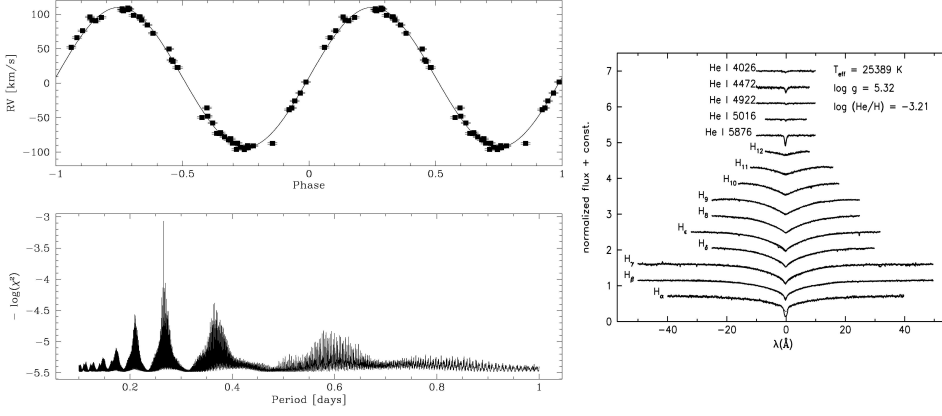 RV [km/s]
100
50
0
−50
−100
−1
−0.5
0
0.5
1
Phase
− log(χ²)
−3
−3.5
−4
−4.5
−5
−5.5
0.2
0.4
0.6
0.8
1
Period [days]
normalized flux + const.
7
6
5
4
3
2
1
0
He I 4026
He I 4472
He I 4922
He I 5016
He I 5876
H12
H11
H10
H9
H8
Hε
Hδ
Hγ
Hβ
Hα
Teff = 25389 K
log g = 5.32
log (He/H) = −3.21
−40
−20
0
20
40
λ(Å)